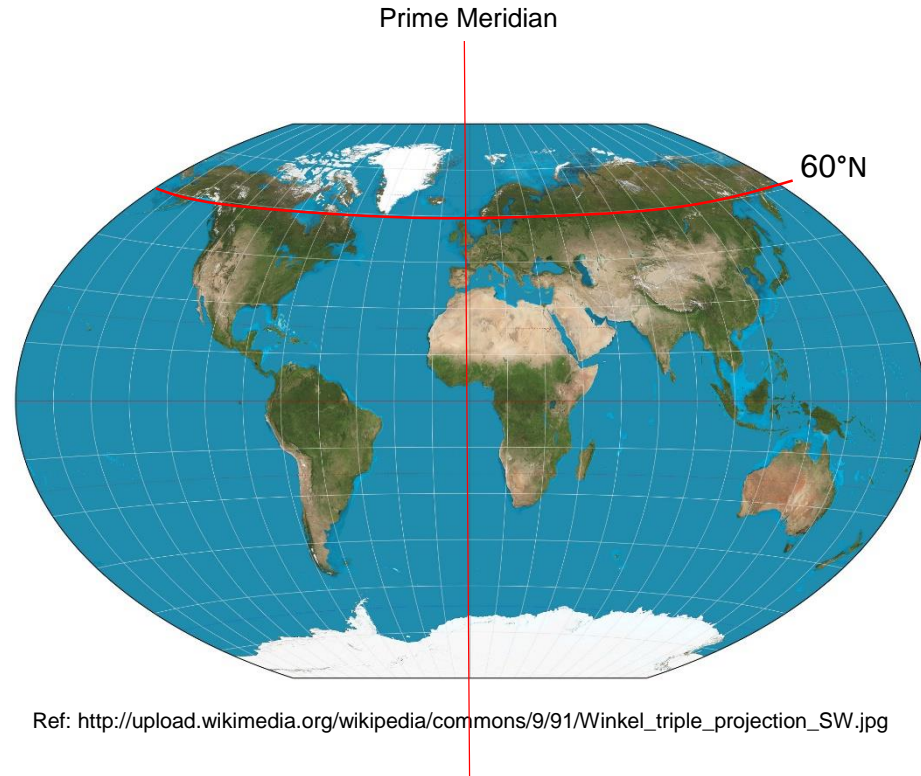 Prime Meridian
60°N
Ref: http://upload.wikimedia.org/wikipedia/commons/9/91/Winkel_triple_projection_SW.jpg